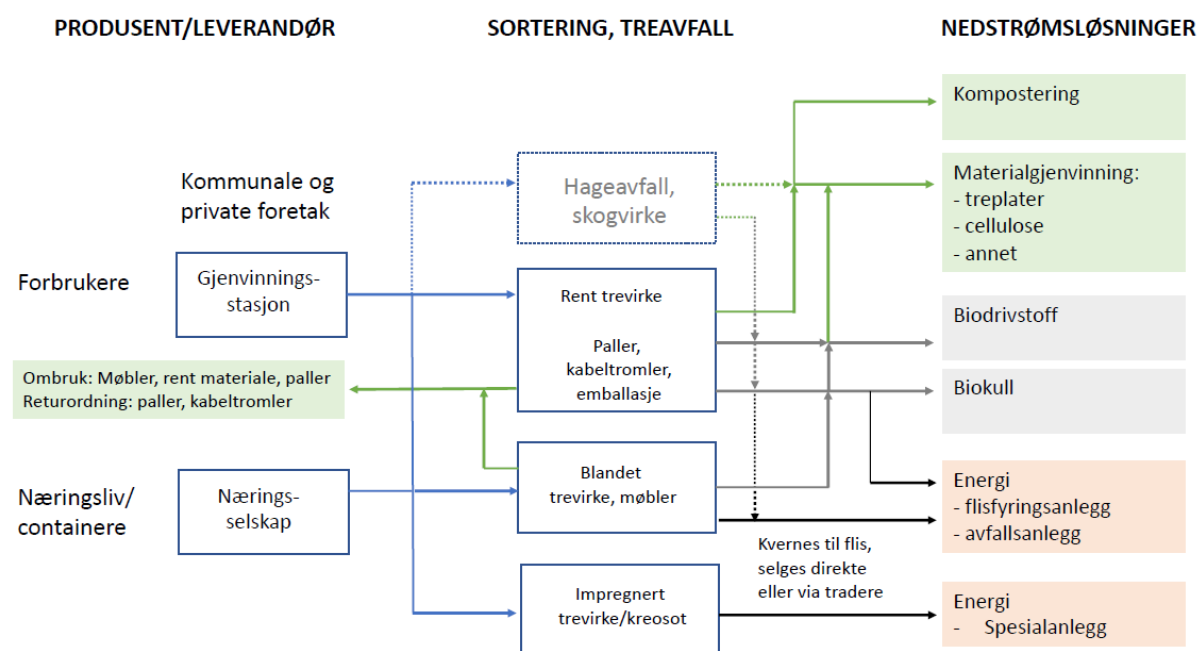 PRODUSENT/LEVERANDØR
SORTERING, TREAVFALL
NEDSTRØMSLØSNINGER
Kommunale og
private foretak
Forbrukere
Gjenvinnings-
stasjon
Ombruk: Møbler, rent materiale, paller
Returordning: paller, kabeltromler
Næringsliv/
containere
Nærings-
selskap
Hageavfall,
skogvirke
Rent trevirke
Paller,
kabeltromler,
emballasje
Blandet
trevirke, møbler
Impregnert
trevirke/kreosot
Kvernes til flis,
selges direkte
eller via tradere
Kompostering
Materialgjenvinning:
- treplater
- cellulose
- annet
Biodrivstoff
Biokull
Energi
- flisfyringsanlegg
- avfallsanlegg
Energi
- Spesialanlegg